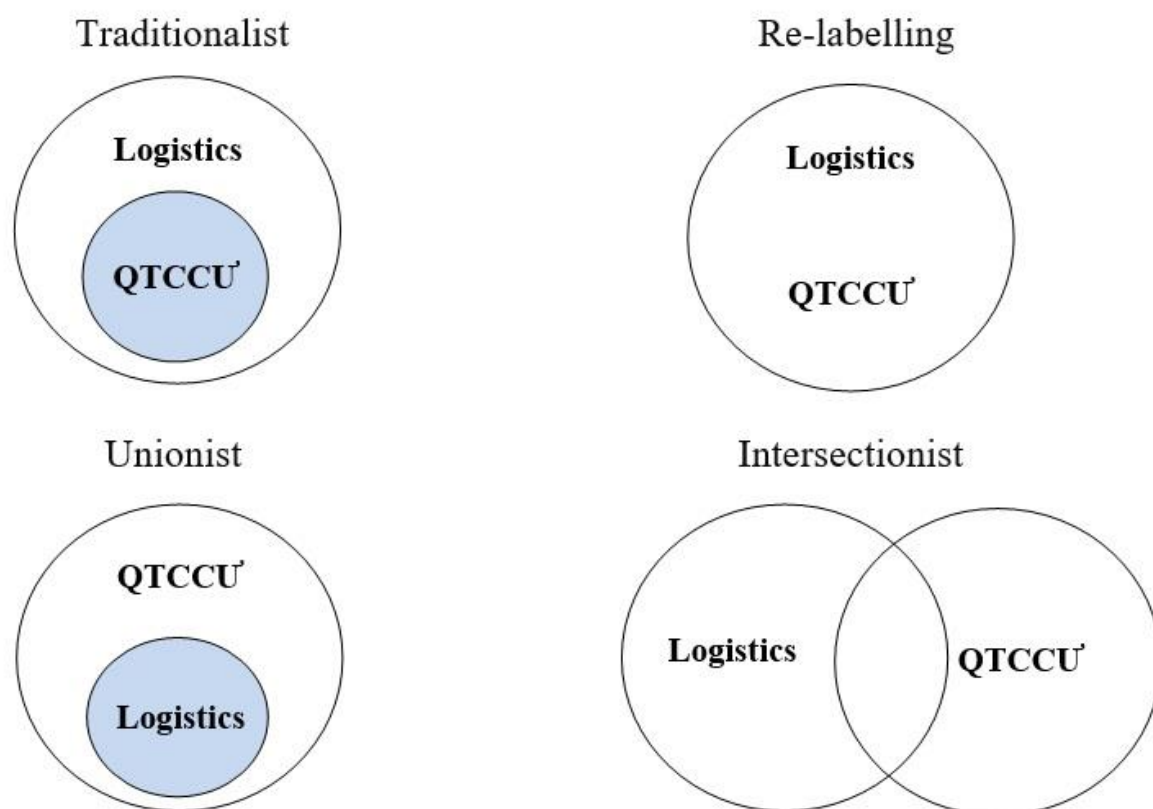 Traditionalist
Re-labelling
Logistics
QTCCƯ
Logistics
QTCCƯ
Unionist
Intersectionist
QTCCƯ
Logistics
Logistics
QTCCƯ